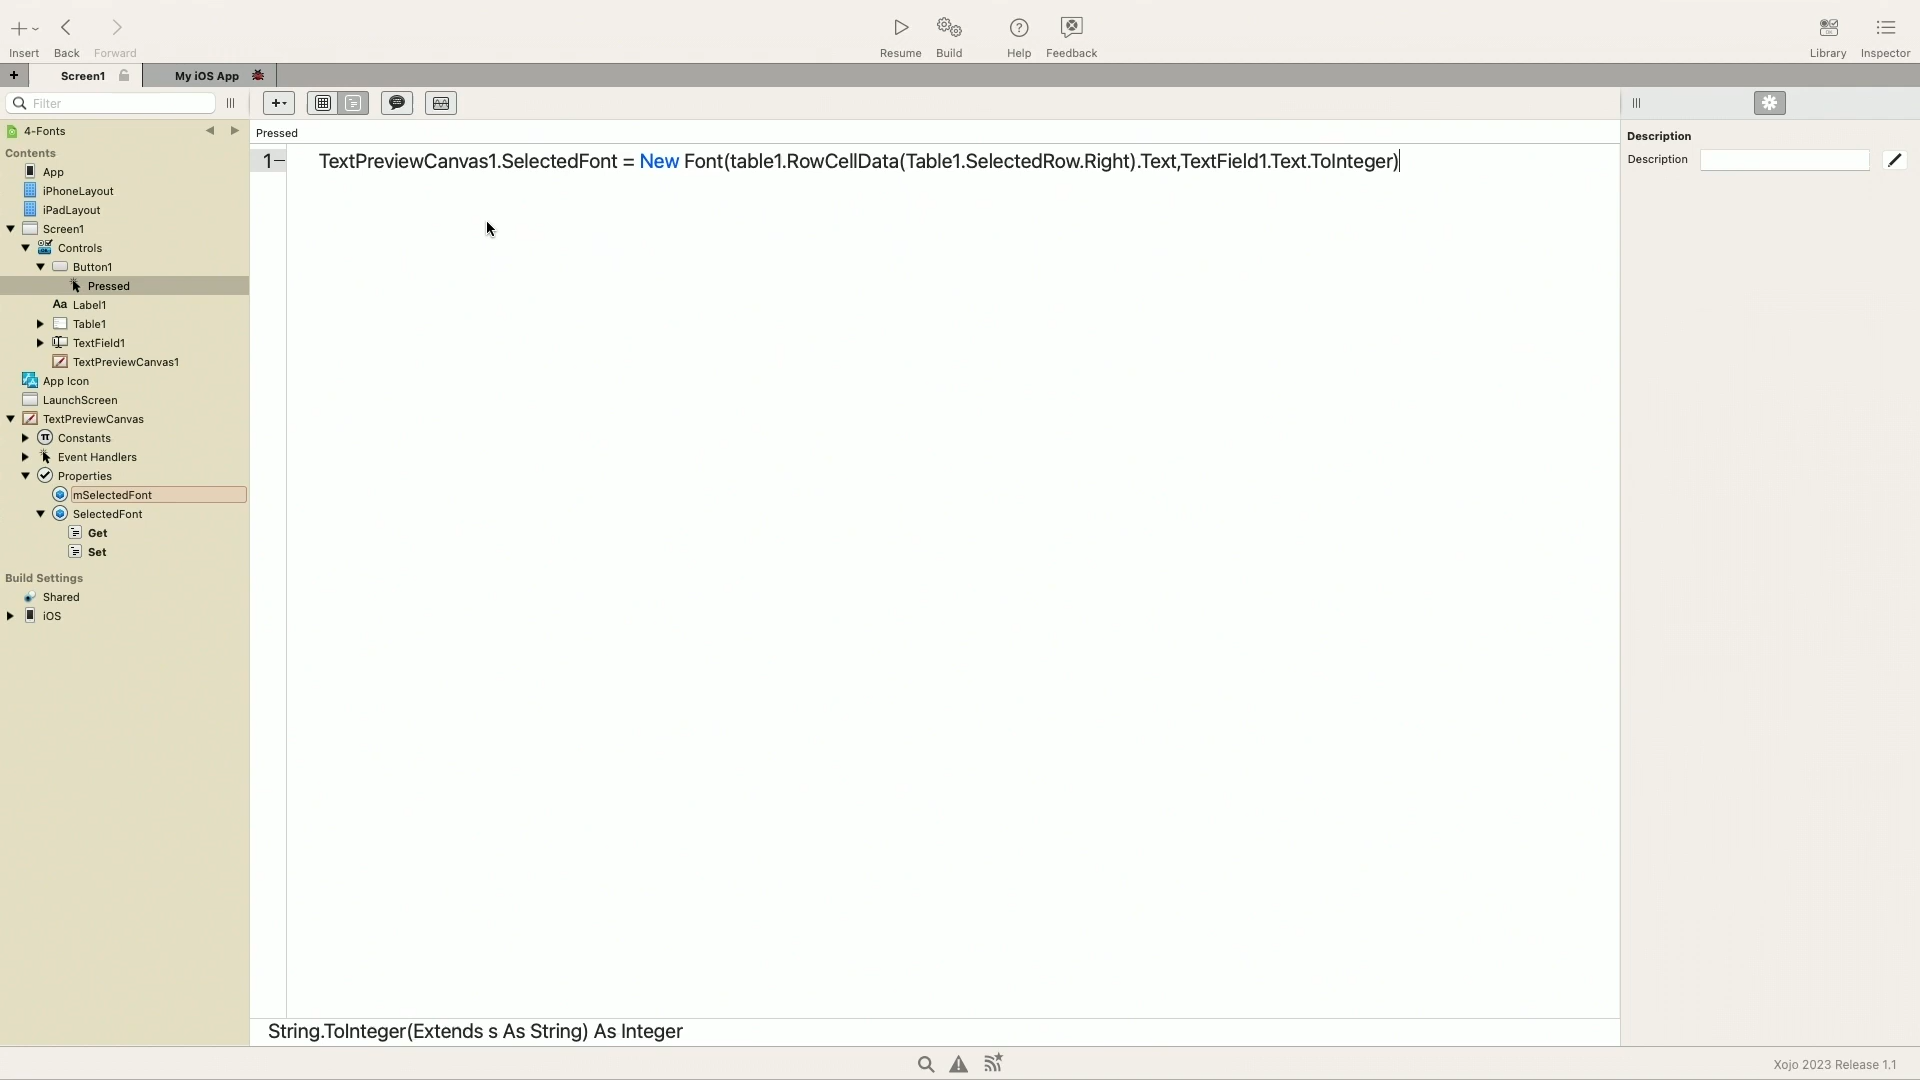 Insert
Back
Forward
Resume
Build
Help
Feedback
Library
Inspector
+
Screen1
My iOS App
Filter
4-Fonts
Contents
App
iPhoneLayout
iPadLayout
Screen1
Controls
Button1
Pressed
Aa Label1
Table1
TextField1
TextPreviewCanvas1
App Icon
LaunchScreen
TextPreviewCanvas
Constants
Event Handlers
Properties
mSelectedFont
SelectedFont
Get
Set
Build Settings
Shared
iOS
Pressed
1 TextPreviewCanvas1.SelectedFont = New Font(table1.RowCellData(Table1.SelectedRow.Right).Text,TextField1.Text.ToInteger)
String.ToInteger(Extends s As String) As Integer
Description
Description
Xojo 2023 Release 1.1